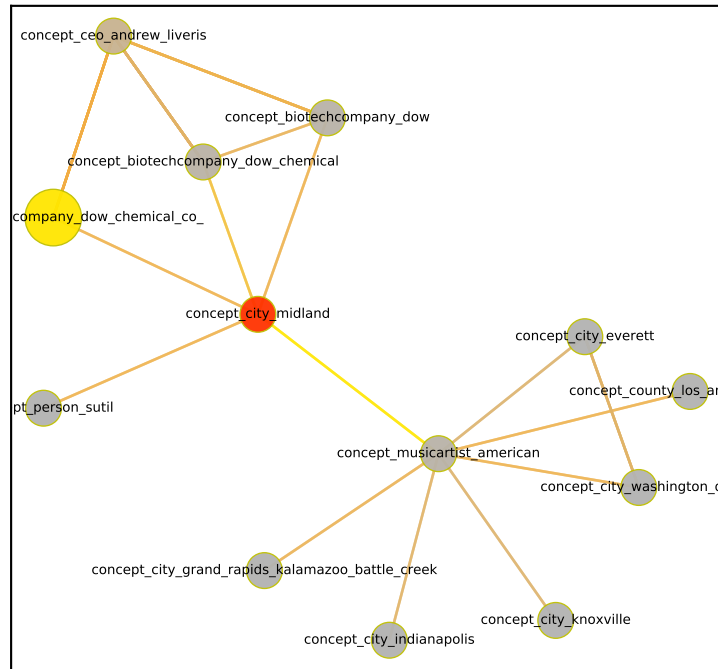 concept_ceo_andrew_liveris
concept_biotechcompany_dow
concept_biotechcompany_dow_chemical
company_dow_chemical_co_
concept_city_midland
concept_city_everett
concept_county_los_an
pt_person_sutil
concept_musicartist_american
concept_city_washington_d
concept_city_grand_rapids_kalamazoo_battle_creek
concept_city_knoxville
concept_city_indianapolis